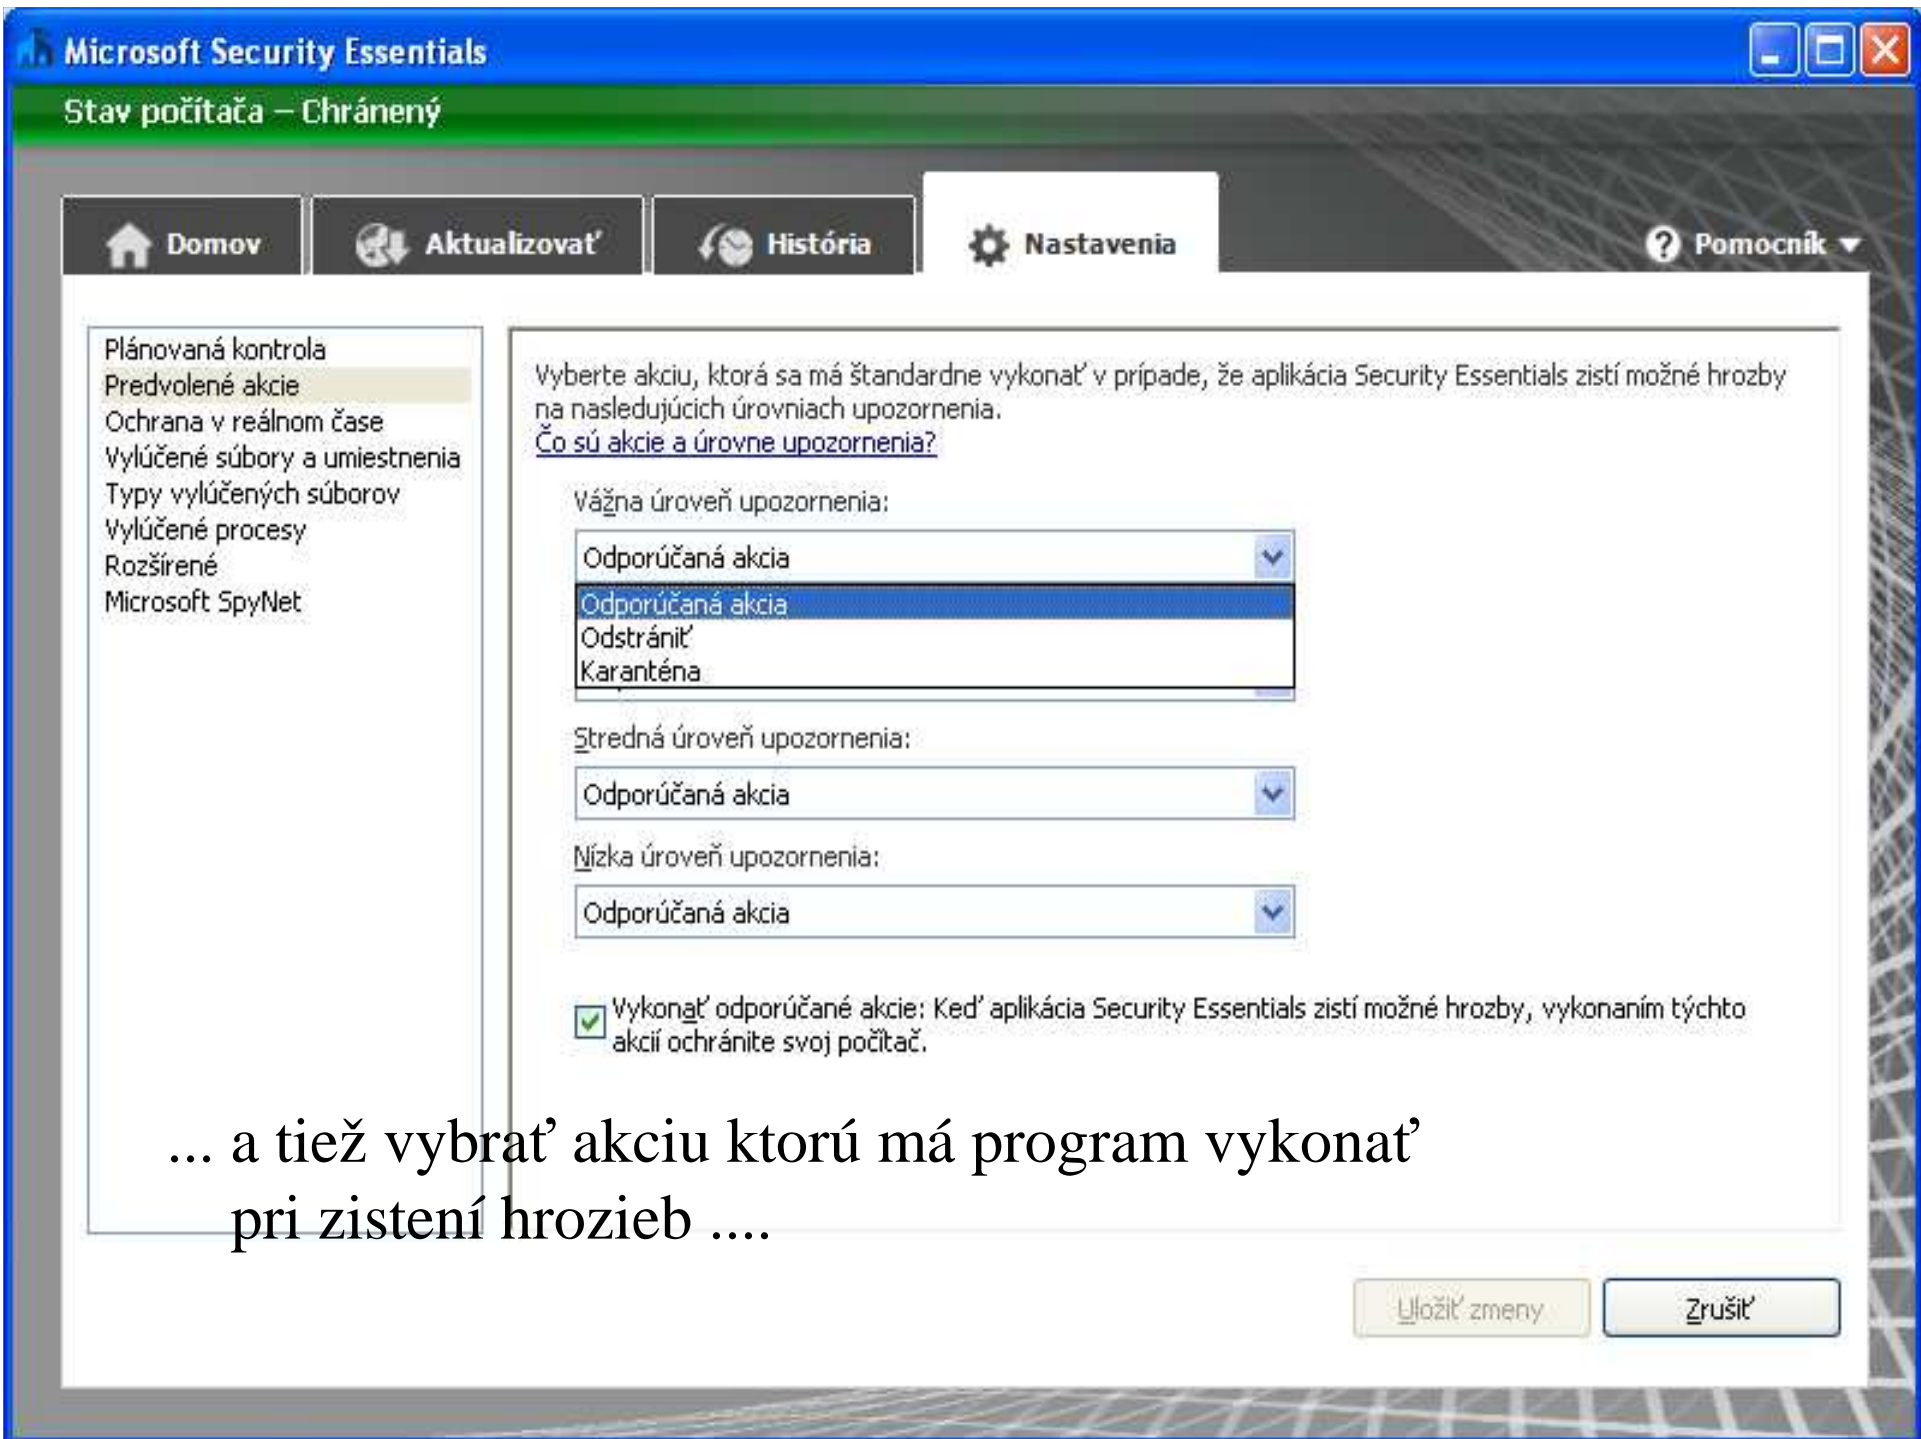 Microsoft Security Essentials
Stav počítača – Chránený
Domov
Aktualizovať
História
Nastavenia
Pomocník
Plánovaná kontrola
Predvolené akcie
Ochrana v reálnom čase
Vylúčené súbory a umiestnenia
Typy vylúčených súborov
Vylúčené procesy
Rozšírené
Microsoft SpyNet
Vyberte akciu, ktorá sa má štandardne vykonať v prípade, že aplikácia Security Essentials zistí možné hrozby
na nasledujúcich úrovniach upozornenia.
Čo sú akcie a úrovne upozornenia?
Vážna úroveň upozornenia:
Odporúčaná akcia
Odporúčaná akcia
Odstrániť
Karanténa
Stredná úroveň upozornenia:
Odporúčaná akcia
Nízka úroveň upozornenia:
Odporúčaná akcia
Vykonať odporúčané akcie: Keď aplikácia Security Essentials zistí možné hrozby, vykonaním týchto
akcií ochránite svoj počítač.
... a tiež vybrať akciu ktorú má program vykonať
pri zistení hrozieb ....
Uložiť zmeny
Zrušiť